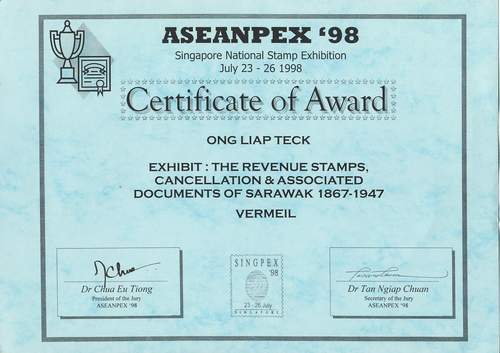 ASEANPEX '98
Singapore National Stamp Exhibition
July 23 - 26 1998
Certificate of Award
ONG LIAP TECK
EXHIBIT : THE REVENUE STAMPS,
CANCELLATION & ASSOCIATED
DOCUMENTS OF SARAWAK 1867-1947
VERMEIL
Dr Chua Eu Tiong
President of the Jury
ASEANPEX '98
SINGPEX
'98
23 - 26 July
SINGAPORE
Dr Tan Ngiap Chuan
Secretary of the Jury
ASEANPEX '98